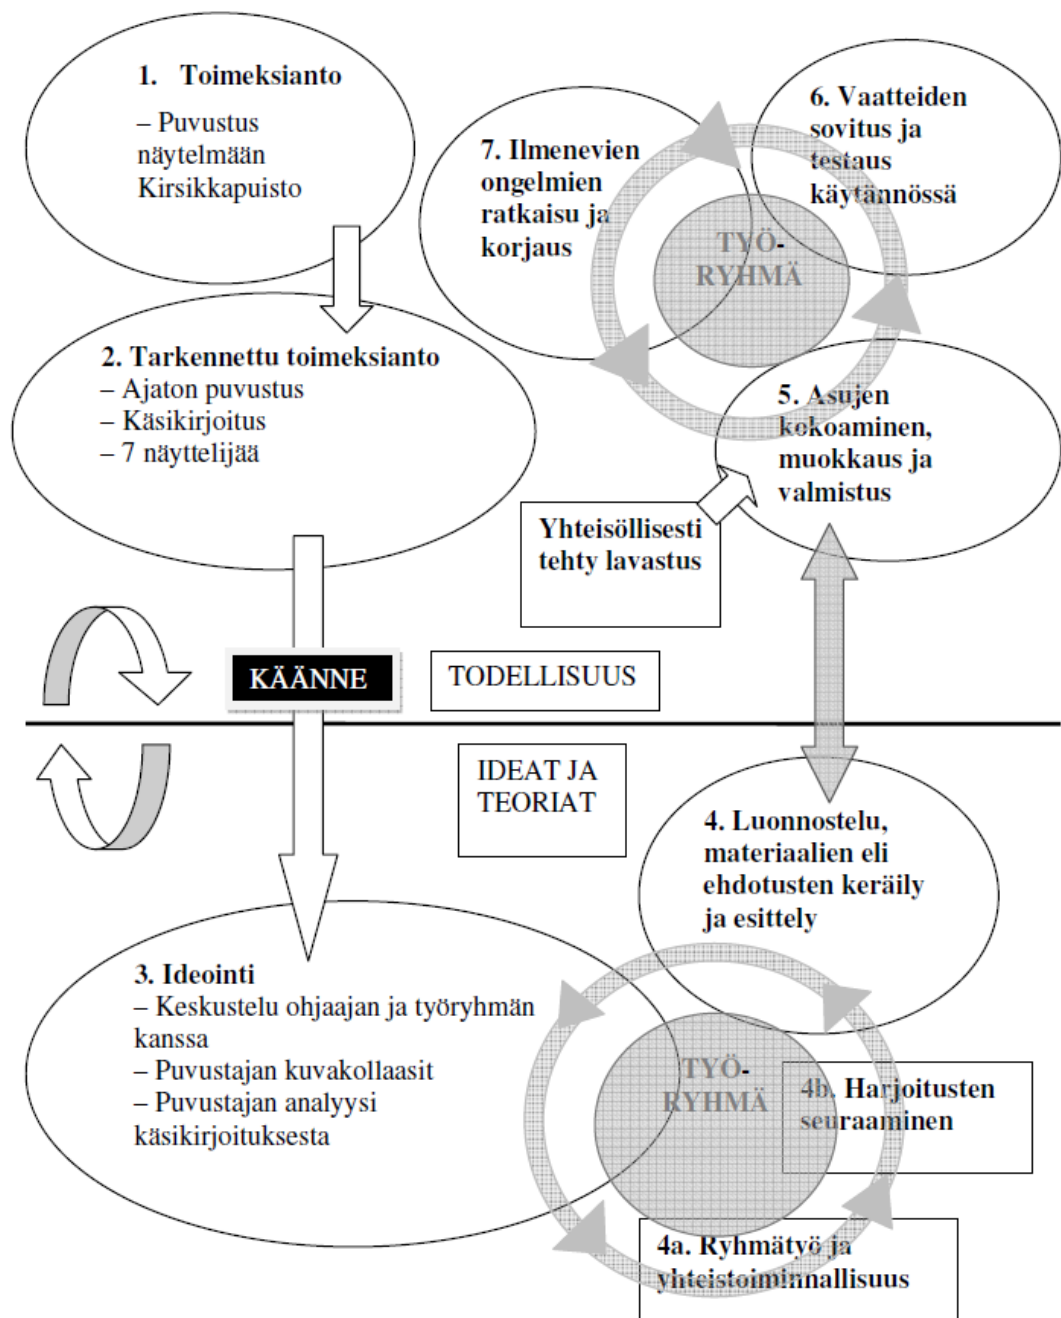 1. Toimeksianto
– Puvustus
näytelmään
Kirsikkapuisto
2. Tarkennettu toimeksianto
– Ajaton puvustus
– Käsikirjoitus
– 7 näyttelijää
7. Ilmenevien
ongelmien
ratkaisu ja
korjaus
6. Vaatteiden
sovitus ja
testaus
käytännössä
TYÖ-
RYHMÄ
5. Asujen
kokoaminen,
muokkaus ja
valmistus
Yhteisöllisesti
tehty lavastus
KÄÄNNE
TODELLISUUS
IDEAT JA
TEORIAT
3. Ideointi
– Keskustelu ohjaajan ja työryhmän
kanssa
– Puvustajan kuvakollaasit
– Puvustajan analyysi
käsikirjoituksesta
4. Luonnostelu,
materiaalien eli
ehdotusten keräily
ja esittely
TYÖ-
RYHMÄ
4b. Harjoitusten
seuraaminen
4a. Ryhmätyö ja
yhteistoiminnallisuus